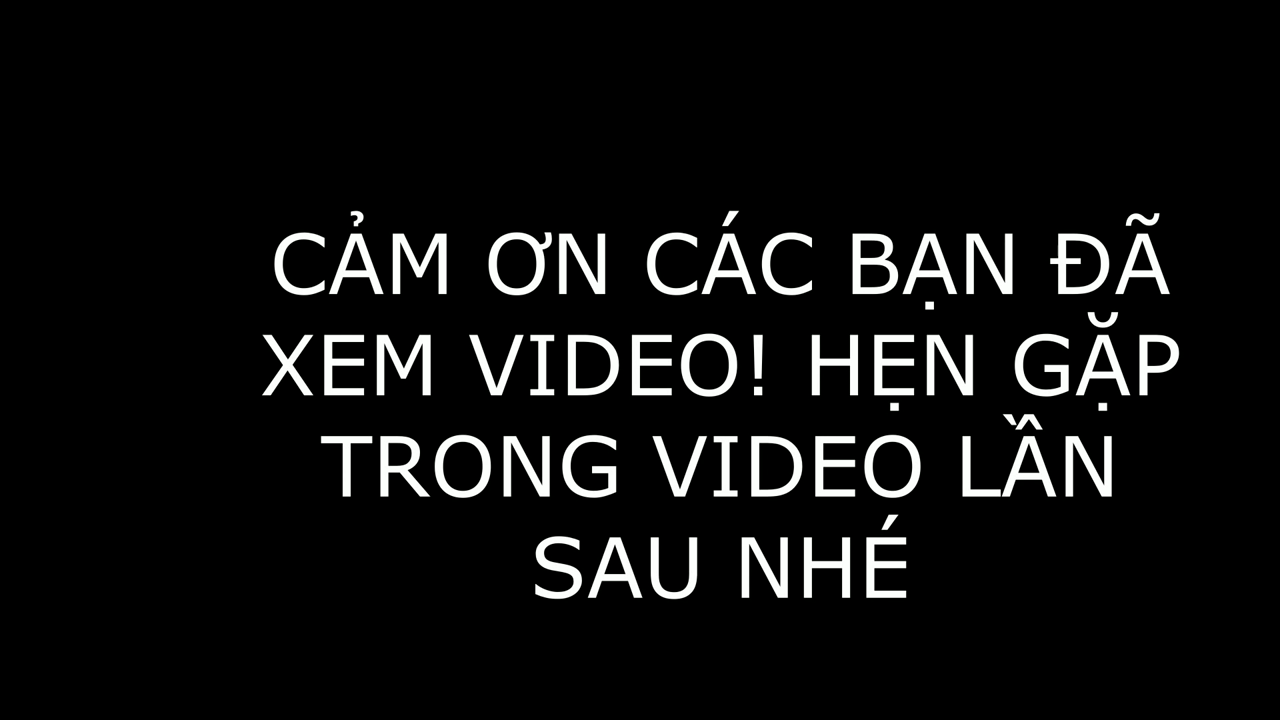 CẢM ƠN CÁC BẠN ĐÃ
XEM VIDEO! HẸN GẶP
TRONG VIDEO LẦN
SAU NHÉ